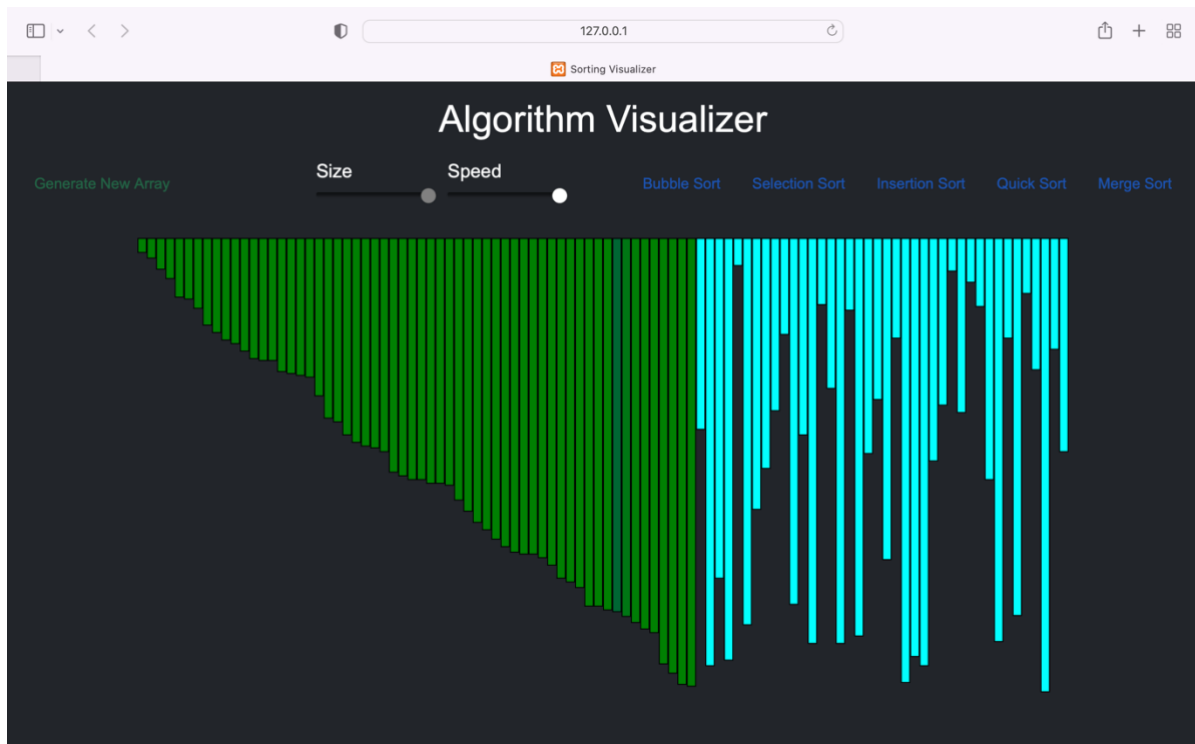 127.0.0.1
Sorting Visualizer
Algorithm Visualizer
Generate New Array
Size
Speed
Bubble Sort
Selection Sort
Insertion Sort
Quick Sort
Merge Sort